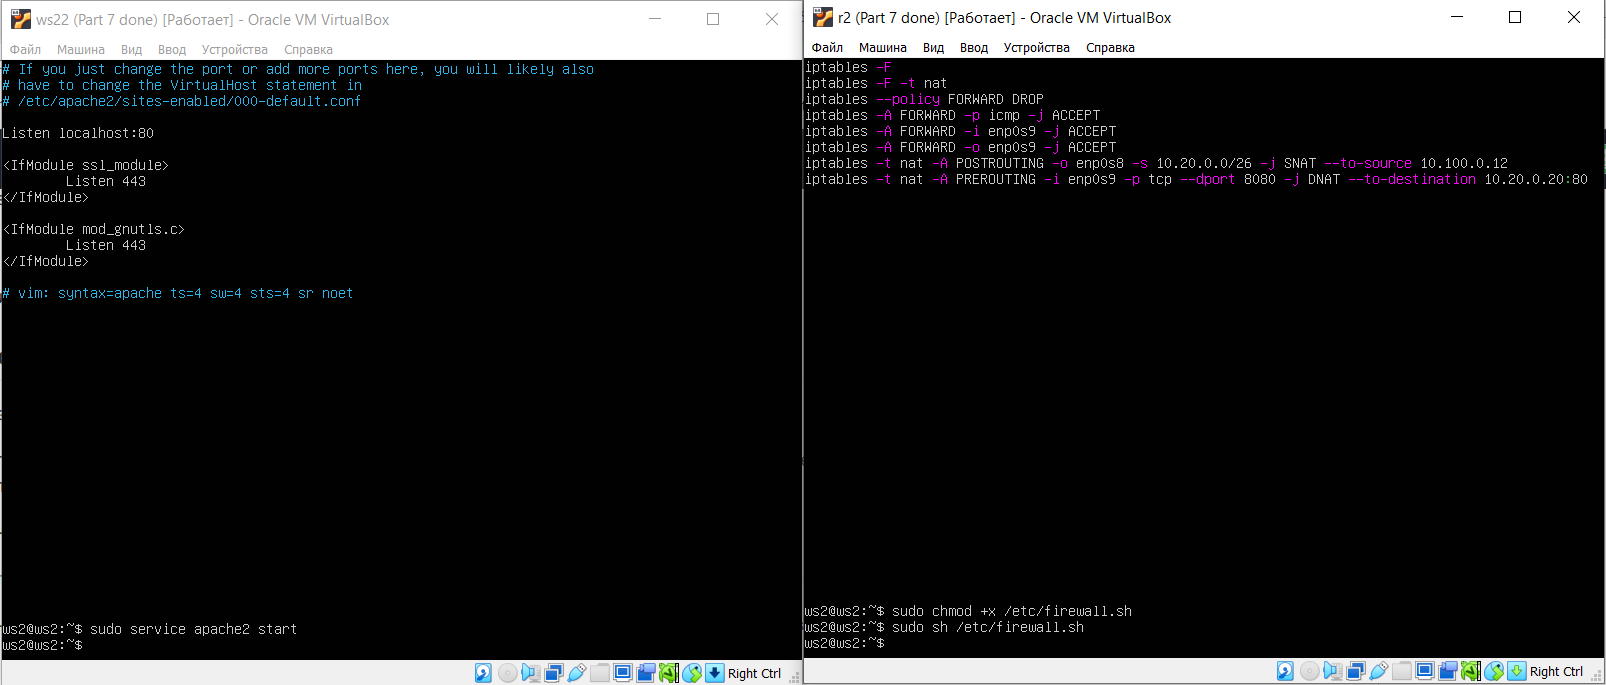 ws22 (Part 7 done) [Работает] - Oracle VM VirtualBox
Файл Машина Вид Ввод Устройства Справка
# If you just change the port or add more ports here, you will likely also
# have to change the VirtualHost statement in
# /etc/apache2/sites-enabled/000-default.conf
Listen localhost:80
<IfModule ssl_module>
Listen 443
</IfModule>
<IfModule mod_gnutls.c>
Listen 443
</IfModule>
# vim: syntax=apache ts=4 sw=4 sts=4 sr noet
ws2@ws2:~$ sudo service apache2 start
ws2@ws2:~$
Right Ctrl
r2 (Part 7 done) [Работает] - Oracle VM VirtualBox
Файл Машина Вид Ввод Устройства Справка
iptables -F
iptables -F -t nat
iptables --policy FORWARD DROP
iptables -A FORWARD -p icmp -j ACCEPT
iptables -A FORWARD -i enp0s9 -j ACCEPT
iptables -A FORWARD -o enp0s9 -j ACCEPT
iptables -t nat -A POSTROUTING -o enp0s8 -s 10.20.0.0/26 -j SNAT --to-source 10.100.0.12
iptables -t nat -A PREROUTING -i enp0s9 -p tcp --dport 8080 -j DNAT --to-destination 10.20.0.20:80
ws2@ws2:~$ sudo chmod +x /etc/firewall.sh
ws2@ws2:~$ sudo sh /etc/firewall.sh
ws2@ws2:~$
Right Ctrl